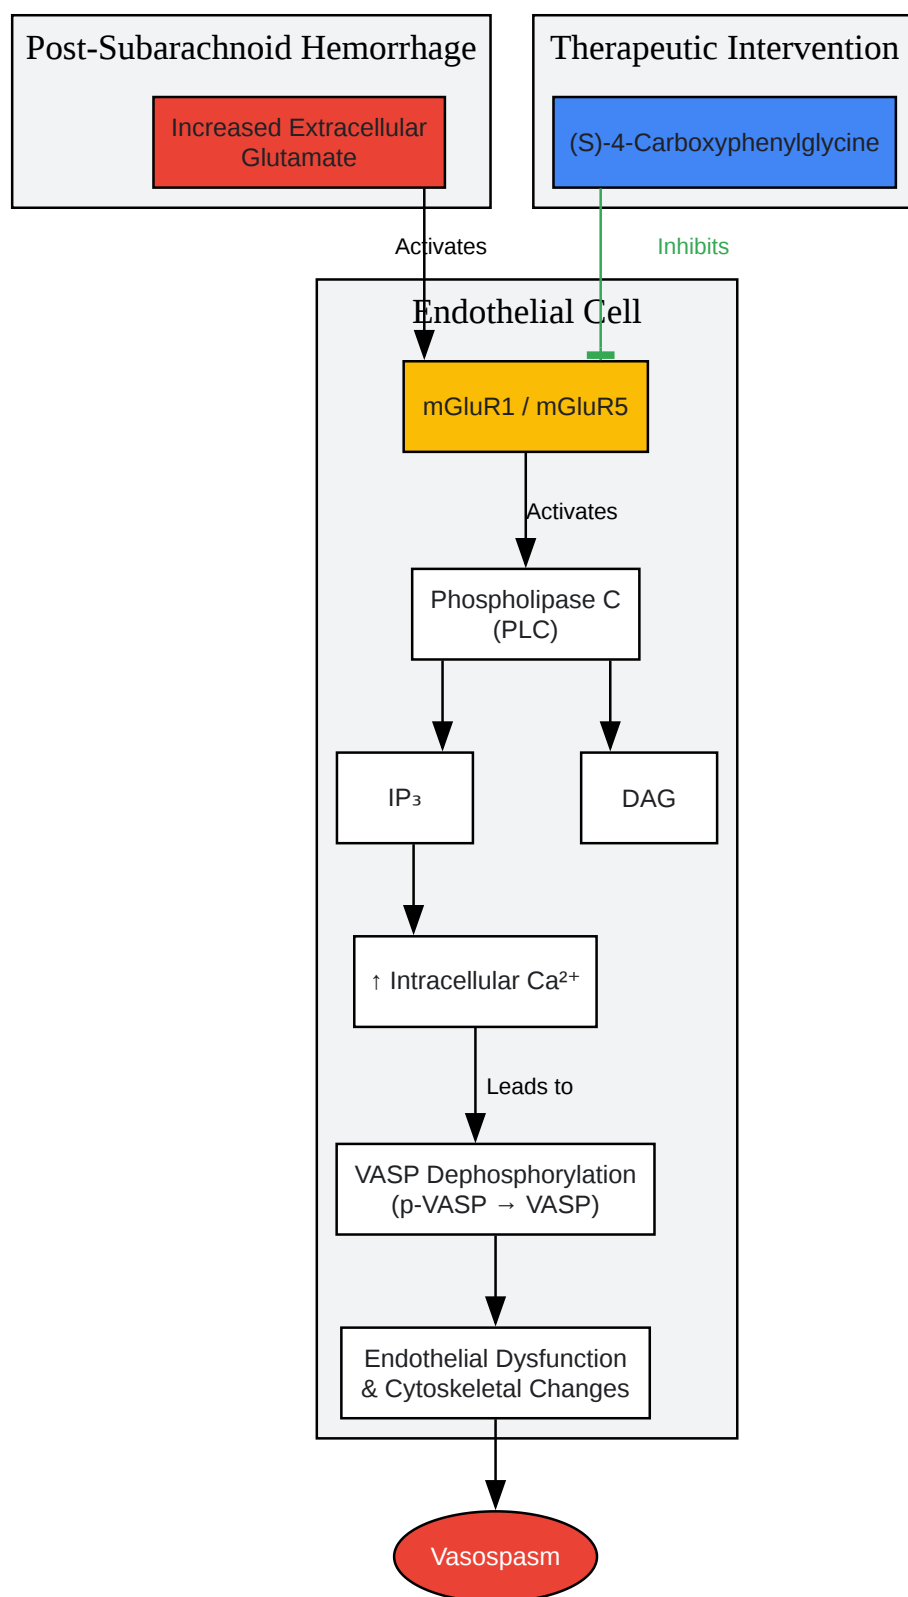 Post-Subarachnoid Hemorrhage
Therapeutic Intervention
Increased Extracellular
Glutamate
(S)-4-Carboxyphenylglycine
Activates
Inhibits
Endothelial Cell
mGluR1 / mGluR5
Activates
Phospholipase C
(PLC)
IP₃
DAG
↑ Intracellular Ca²⁺
Leads to
VASP Dephosphorylation
(p-VASP → VASP)
Endothelial Dysfunction
& Cytoskeletal Changes
Vasospasm